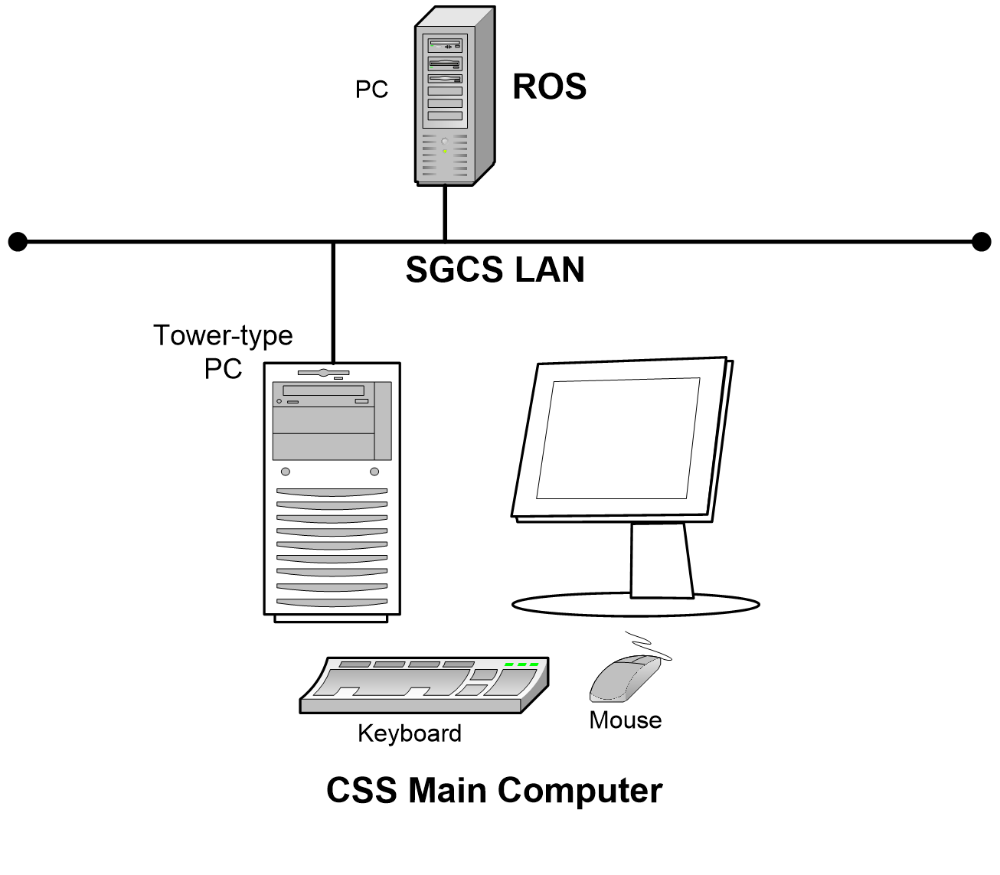 PC
ROS
SGCS LAN
Tower-type
PC
Keyboard
Mouse
CSS Main Computer